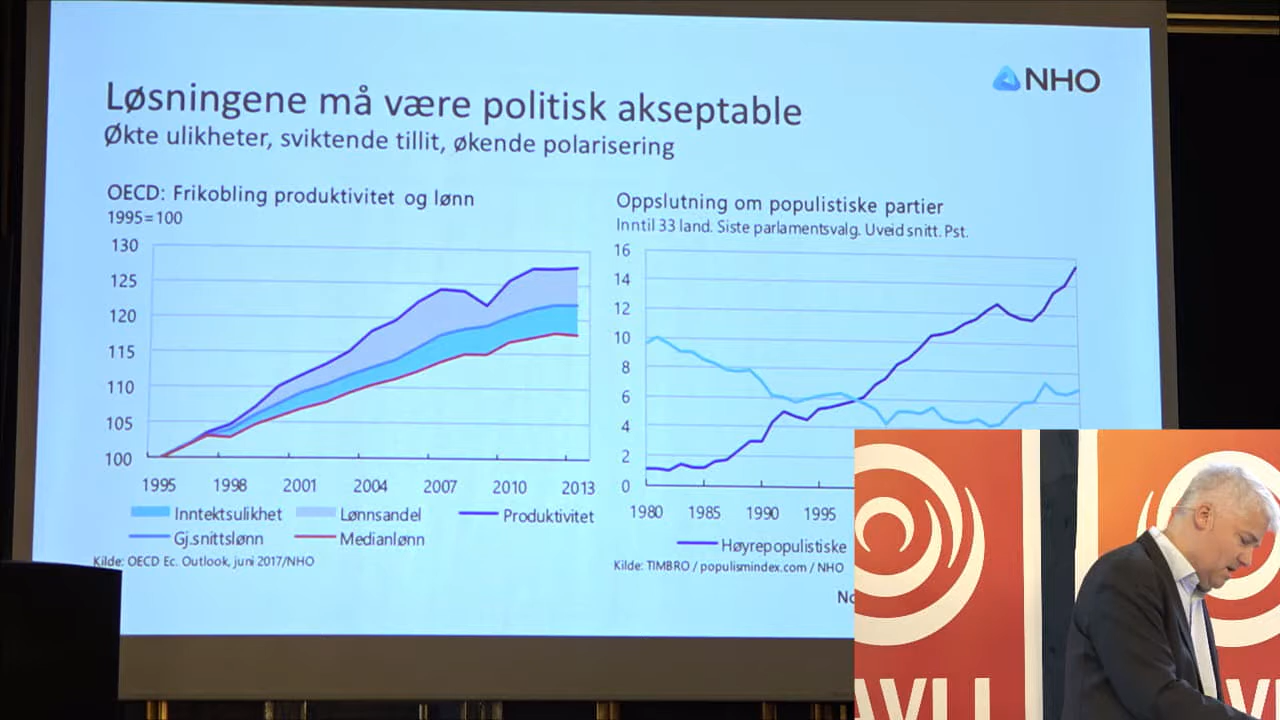 NHO
Løsningene må være politisk akseptable
Økte ulikheter, sviktende tillit, økende polarisering
OECD: Frikobling produktivitet og lønn
1995=100
130
125
120
115
110
105
100
1995 1998 2001 2004 2007 2010 2013
Inntektsulikhet Lønnsandel Produktivitet
Gj.snittslønn Medianlønn
Kilde: OECD Ec. Outlook, juni 2017/NHO
Oppslutning om populistiske partier
Inntil 33 land. Siste parlamentsvalg. Uveid snitt. Pst.
16
14
12
10
8
6
4
2
0
1980 1985 1990 1995
Høyrepopulistiske
Kilde: TIMBRO / populismindex.com / NHO